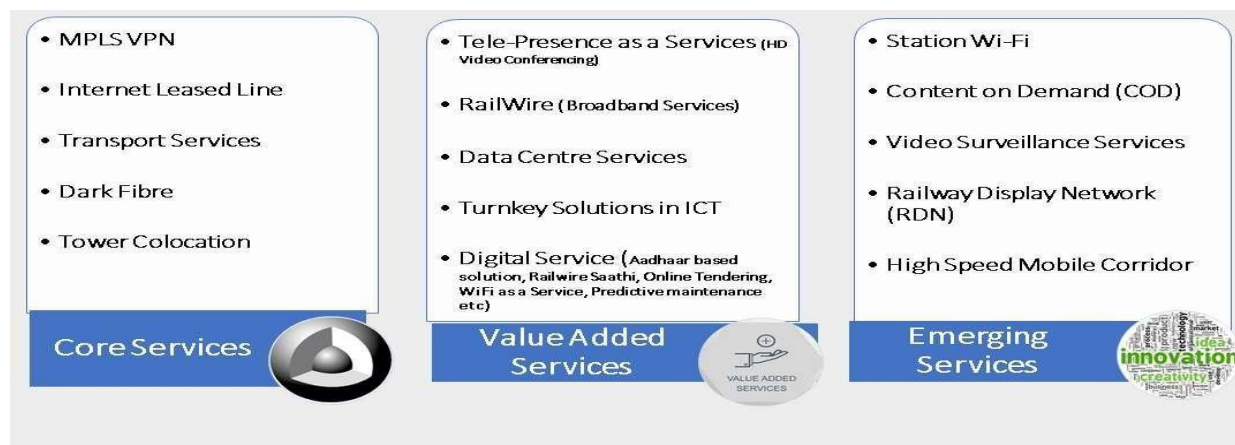 • MPLS VPN
• Internet Leased Line
• Transport Services
• Dark Fibre
• Tower Colocation
Core Services
• Tele-Presence as a Services (HD
Video Conferencing)
• RailWire (Broadband Services)
• Data Centre Services
• Turnkey Solutions in ICT
• Digital Service (Aadhaar based
solution, Railwire Saathi, Online Tendering,
WiFi as a Service, Predictive maintenance
etc)
Value Added
Services
VALUE ADDED
SERVICES
• Station Wi-Fi
• Content on Demand (COD)
• Video Surveillance Services
• Railway Display Network
(RDN)
• High Speed Mobile Corridor
Emerging
Services
process
technology
market
idea
innovation
creativity
business